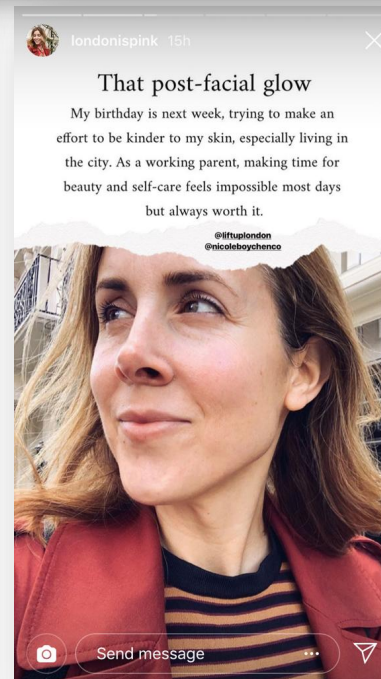 londonispink 15h
That post-facial glow
My birthday is next week, trying to make an
effort to be kinder to my skin, especially living in
the city. As a working parent, making time for
beauty and self-care feels impossible most days
but always worth it.
@liftuplondon
@nicoleboychenco
Send message